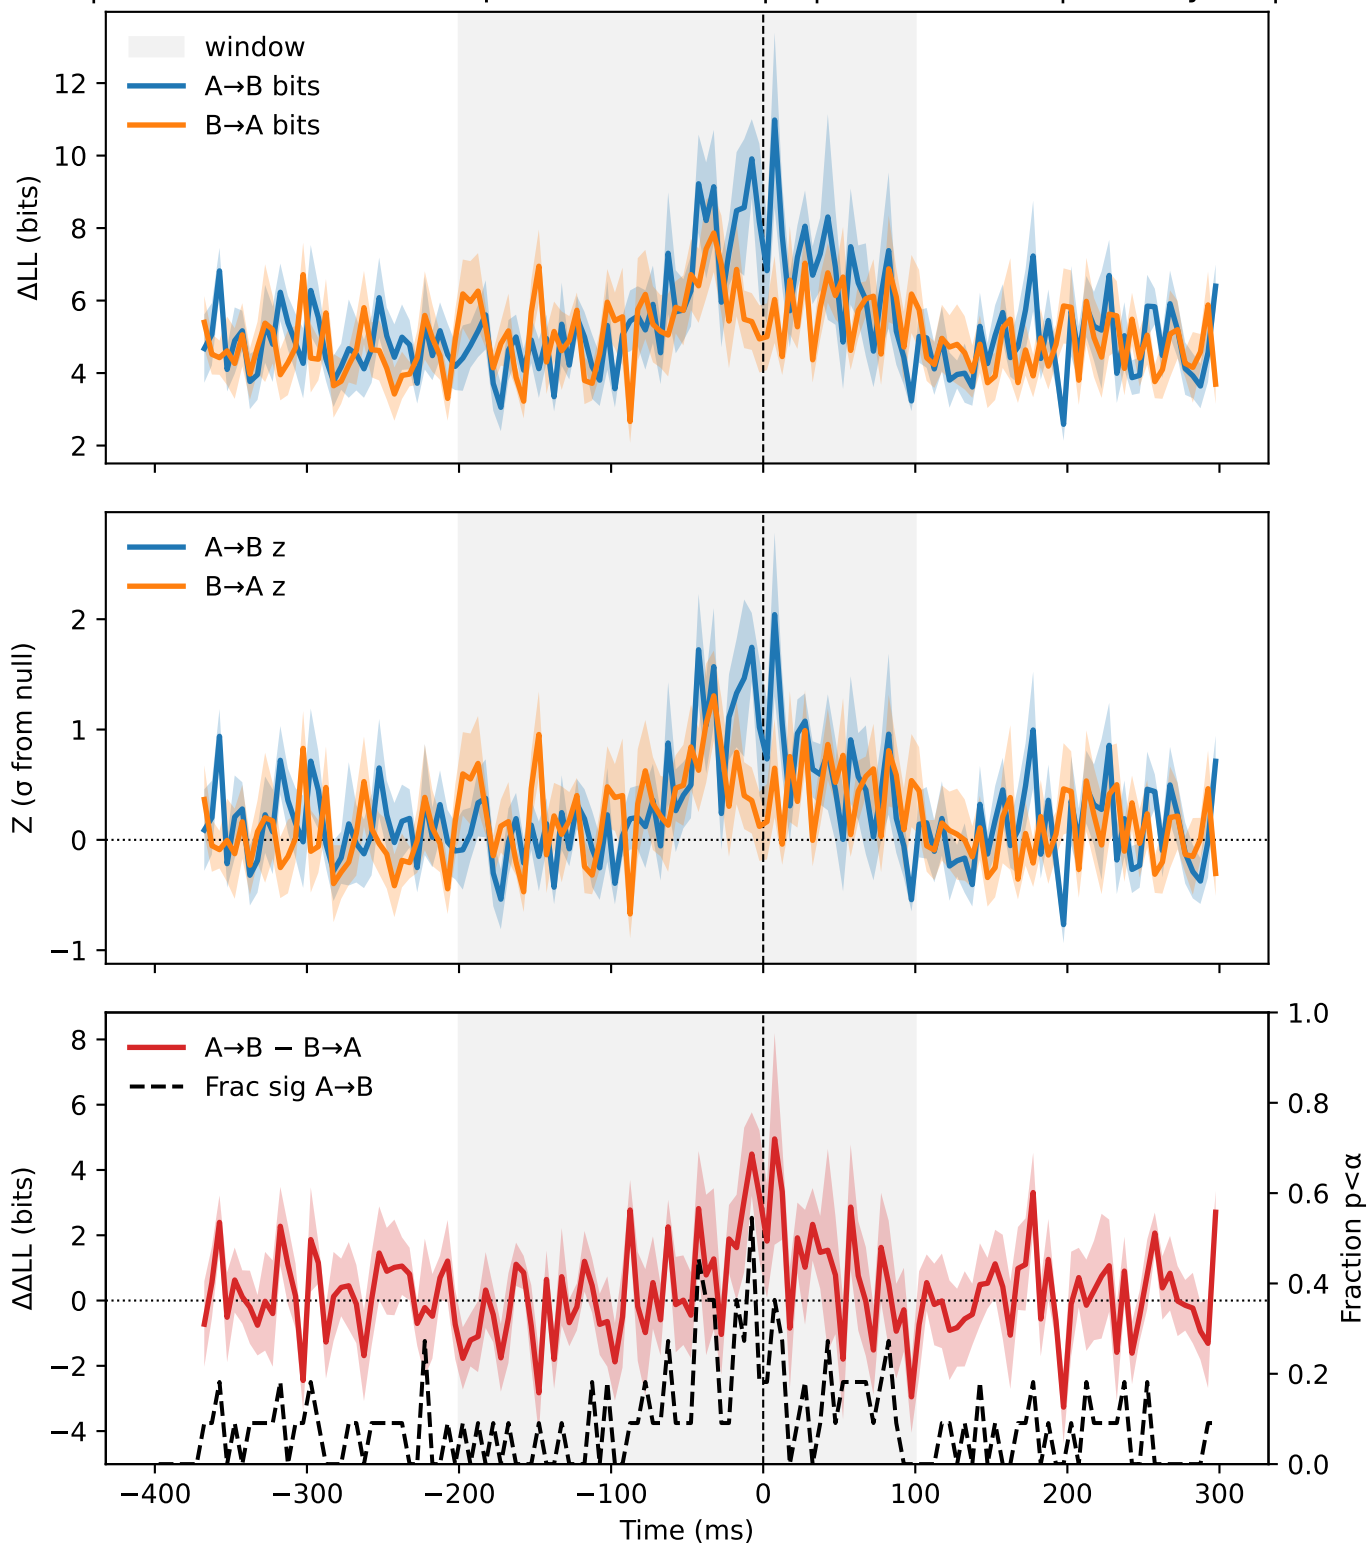 window
A→B bits
B→A bits
12
10
8
6
4
2
ΔLL (bits)
A→B z
B→A z
2
1
0
−1
Z (σ from null)
A→B − B→A
Frac sig A→B
8
6
4
2
0
−2
−4
ΔΔLL (bits)
1.0
0.8
0.6
0.4
0.2
0.0
Fraction p<α
−400 −300 −200 −100 0 100 200 300
Time (ms)